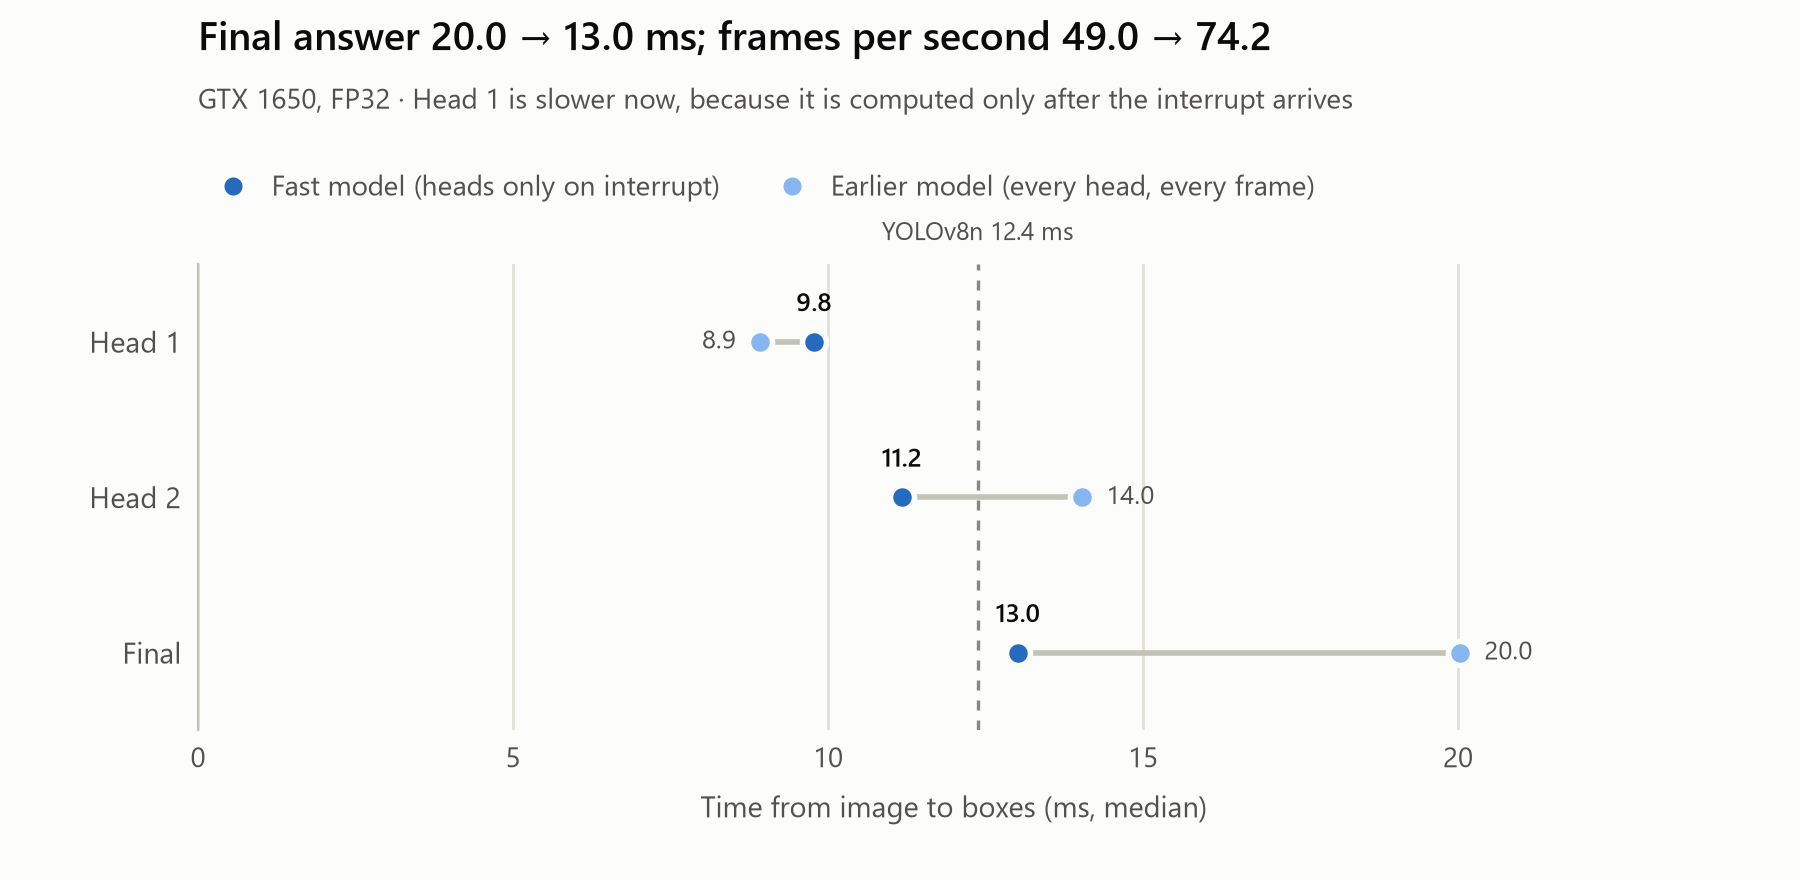 Final answer 20.0 → 13.0 ms; frames per second 49.0 → 74.2
GTX 1650, FP32 · Head 1 is slower now, because it is computed only after the interrupt arrives
Fast model (heads only on interrupt)
Earlier model (every head, every frame)
YOLOv8n 12.4 ms
9.8
Head 1
8.9
11.2
Head 2
14.0
13.0
Final
20.0
0 5 10 15 20
Time from image to boxes (ms, median)